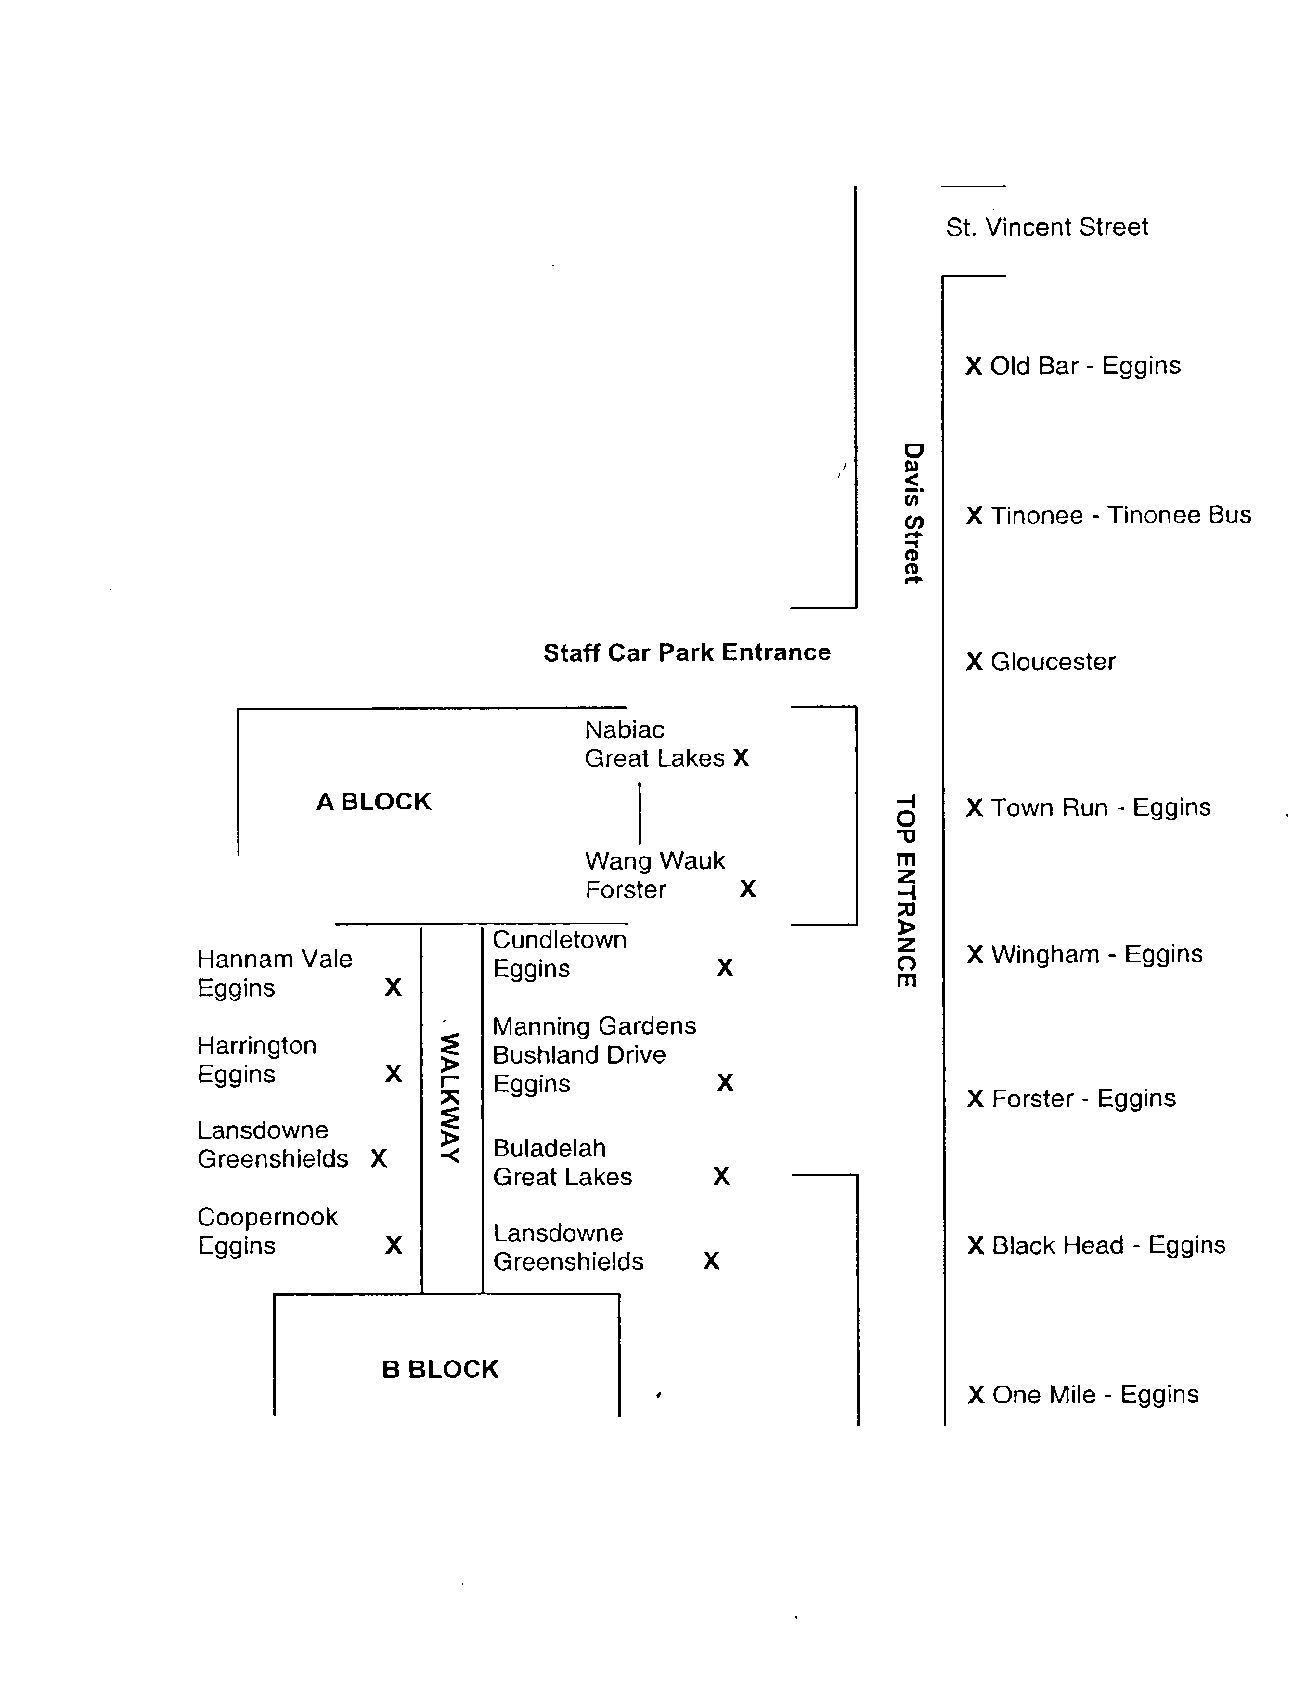 St. Vincent Street
X Old Bar - Eggins
Davis Street
X Tinonee - Tinonee Bus
Staff Car Park Entrance
X Gloucester
Nabiac
Great Lakes X
A BLOCK
TOP ENTRANCE
X Town Run - Eggins
Wang Wauk
Forster X
Hannam Vale
Eggins X
Cundletown
Eggins X
X Wingham - Eggins
Harrington
Eggins X
WALKWAY
Manning Gardens
Bushland Drive
Eggins X
X Forster - Eggins
Lansdowne
Greenshields X
Buladelah
Great Lakes X
Coopernook
Eggins X
Lansdowne
Greenshields X
X Black Head - Eggins
B BLOCK
X One Mile - Eggins